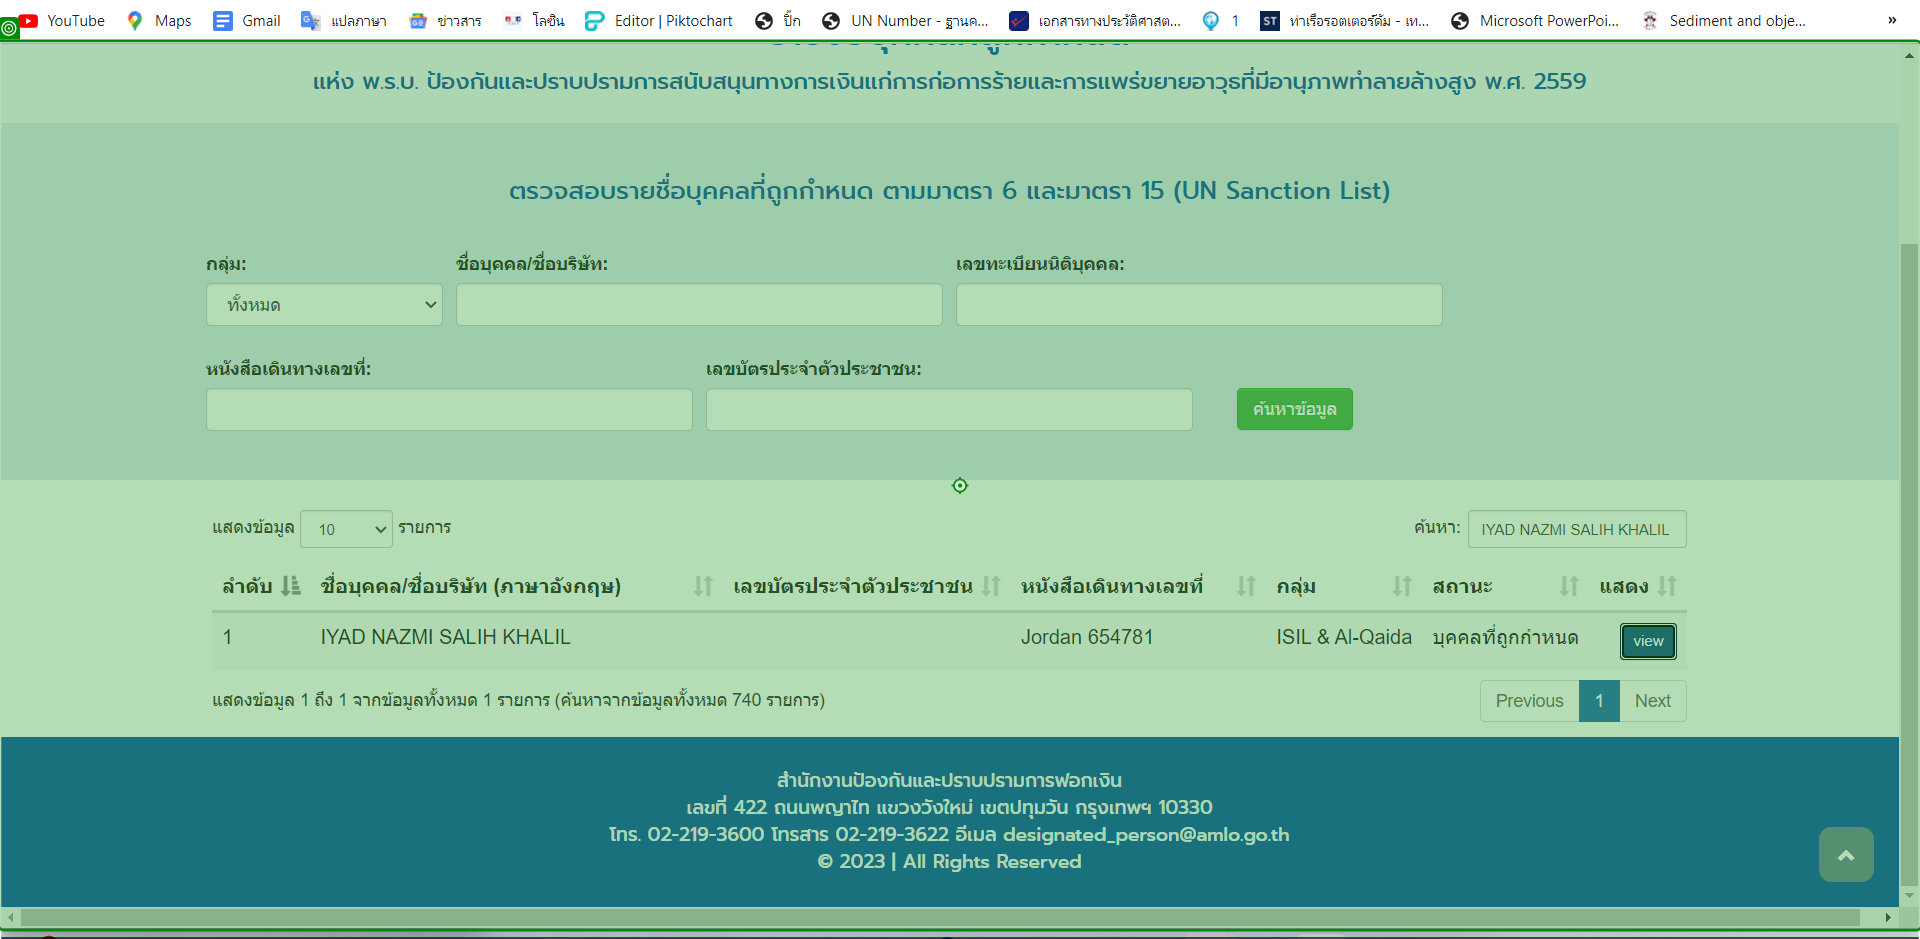 YouTube Maps Gmail แปลภาษา ข่าวสาร โลซิน Editor | Piktochart ปิ๊ก UN Number - ฐานค... เอกสารทางประวัติศาสต... 1 ST ท่าเรือรอตเตอร์ดัม - เท... Microsoft PowerPoi... Sediment and obje... »
แห่ง พ.ร.บ. ป้องกันและปราบปรามการสนับสนุนทางการเงินแก่การก่อการร้ายและการแพร่ขยายอาวุธที่มีอานุภาพทำลายล้างสูง พ.ศ. 2559
ตรวจสอบรายชื่อบุคคลที่ถูกกำหนด ตามมาตรา 6 และมาตรา 15 (UN Sanction List)
กลุ่ม: ชื่อบุคคล/ชื่อบริษัท: เลขทะเบียนนิติบุคคล:
ทั้งหมด
หนังสือเดินทางเลขที่: เลขบัตรประจำตัวประชาชน:
ค้นหาข้อมูล
แสดงข้อมูล 10 รายการ ค้นหา: IYAD NAZMI SALIH KHALIL
ลำดับ ชื่อบุคคล/ชื่อบริษัท (ภาษาอังกฤษ) เลขบัตรประจำตัวประชาชน หนังสือเดินทางเลขที่ กลุ่ม สถานะ แสดง
1 IYAD NAZMI SALIH KHALIL Jordan 654781 ISIL & Al-Qaida บุคคลที่ถูกกำหนด view
แสดงข้อมูล 1 ถึง 1 จากข้อมูลทั้งหมด 1 รายการ (ค้นหาจากข้อมูลทั้งหมด 740 รายการ) Previous 1 Next
สำนักงานป้องกันและปราบปรามการฟอกเงิน
เลขที่ 422 ถนนพญาไท แขวงวังใหม่ เขตปทุมวัน กรุงเทพฯ 10330
โทร. 02-219-3600 โทรสาร 02-219-3622 อีเมล designated_person@amlo.go.th
© 2023 | All Rights Reserved